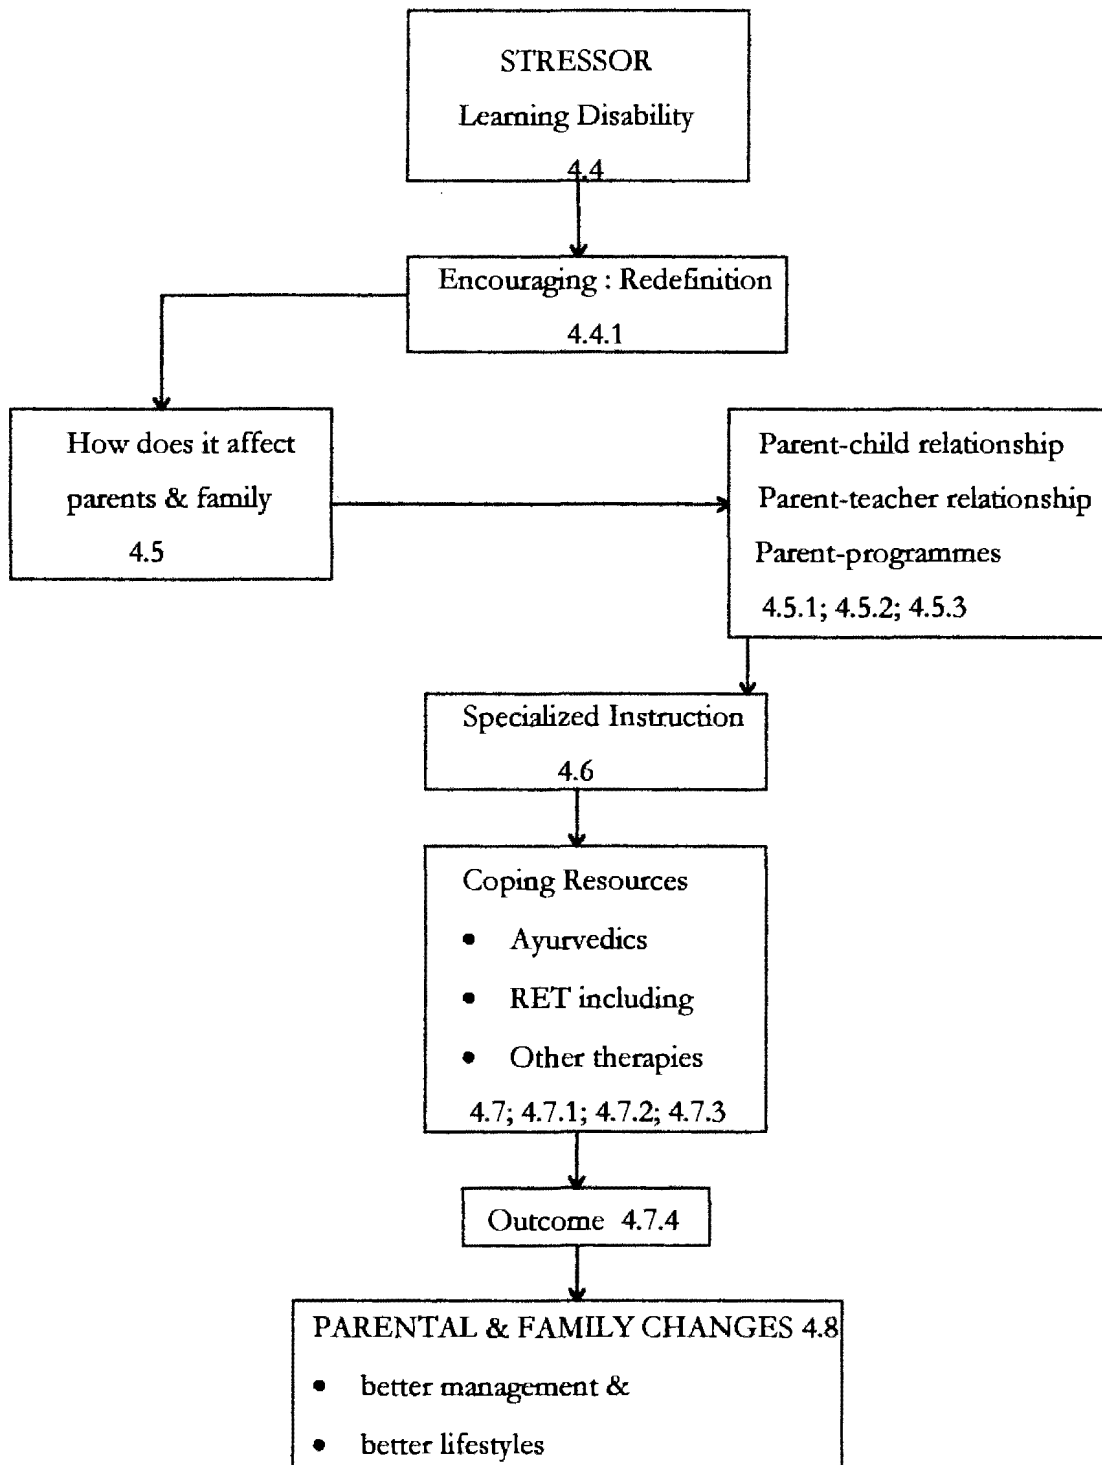 STRESSOR
Learning Disability
4.4
Encouraging : Redefinition
4.4.1
How does it affect
parents & family
4.5
Parent-child relationship
Parent-teacher relationship
Parent-programmes
4.5.1; 4.5.2; 4.5.3
Specialized Instruction
4.6
Coping Resources
• Ayurvedics
• RET including
• Other therapies
4.7; 4.7.1; 4.7.2; 4.7.3
Outcome 4.7.4
PARENTAL & FAMILY CHANGES 4.8
• better management &
• better lifestyles